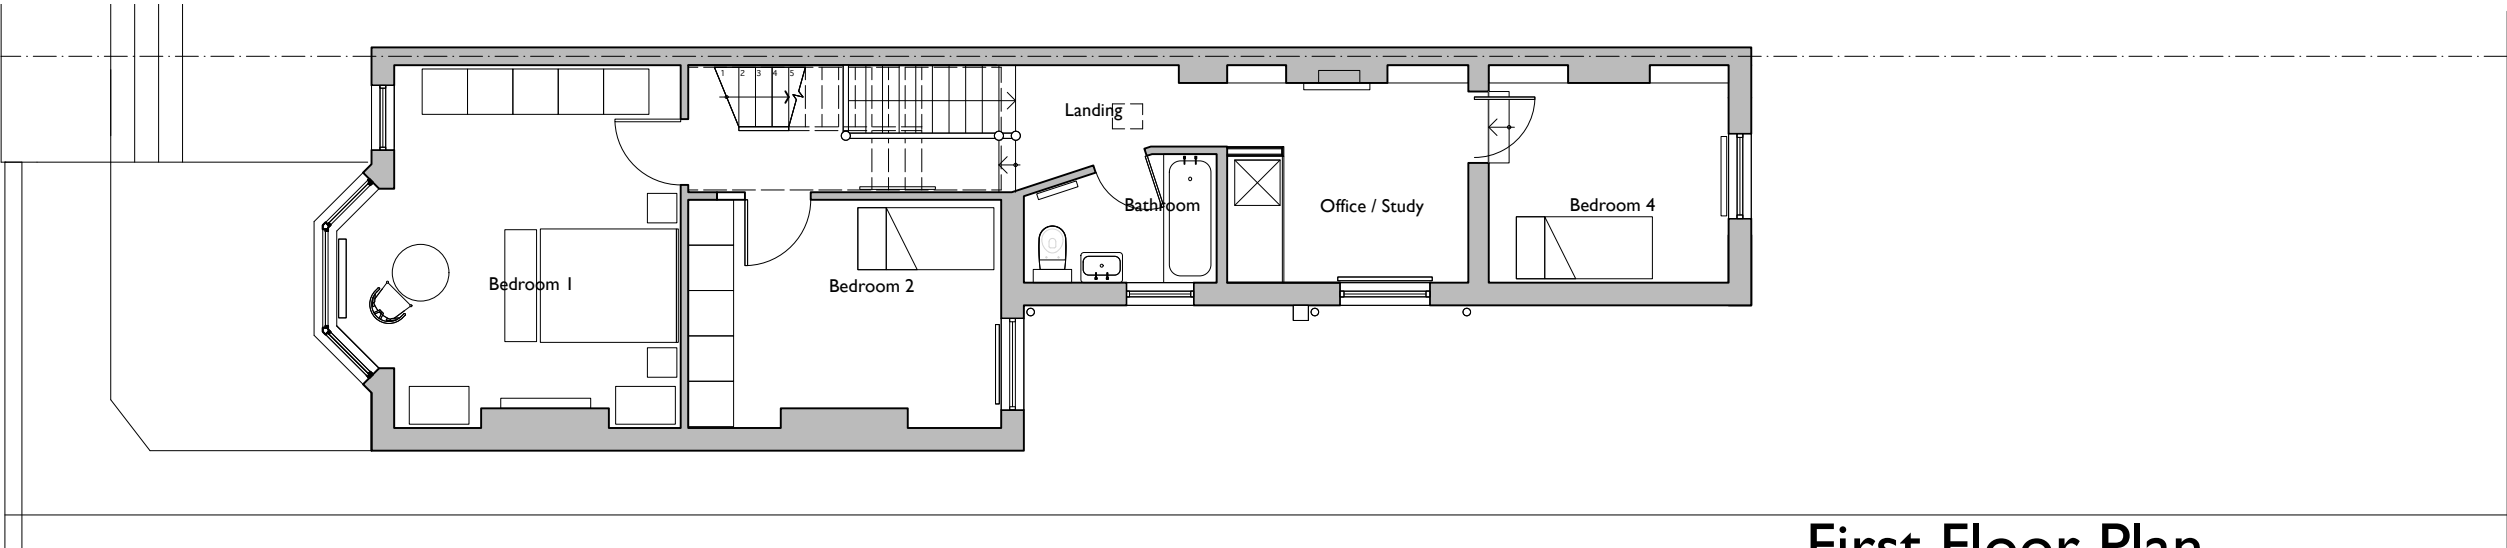 1 2 3 4 5
Landing
Bathroom
Office / Study
Bedroom 4
Bedroom 1
Bedroom 2
First Floor Plan